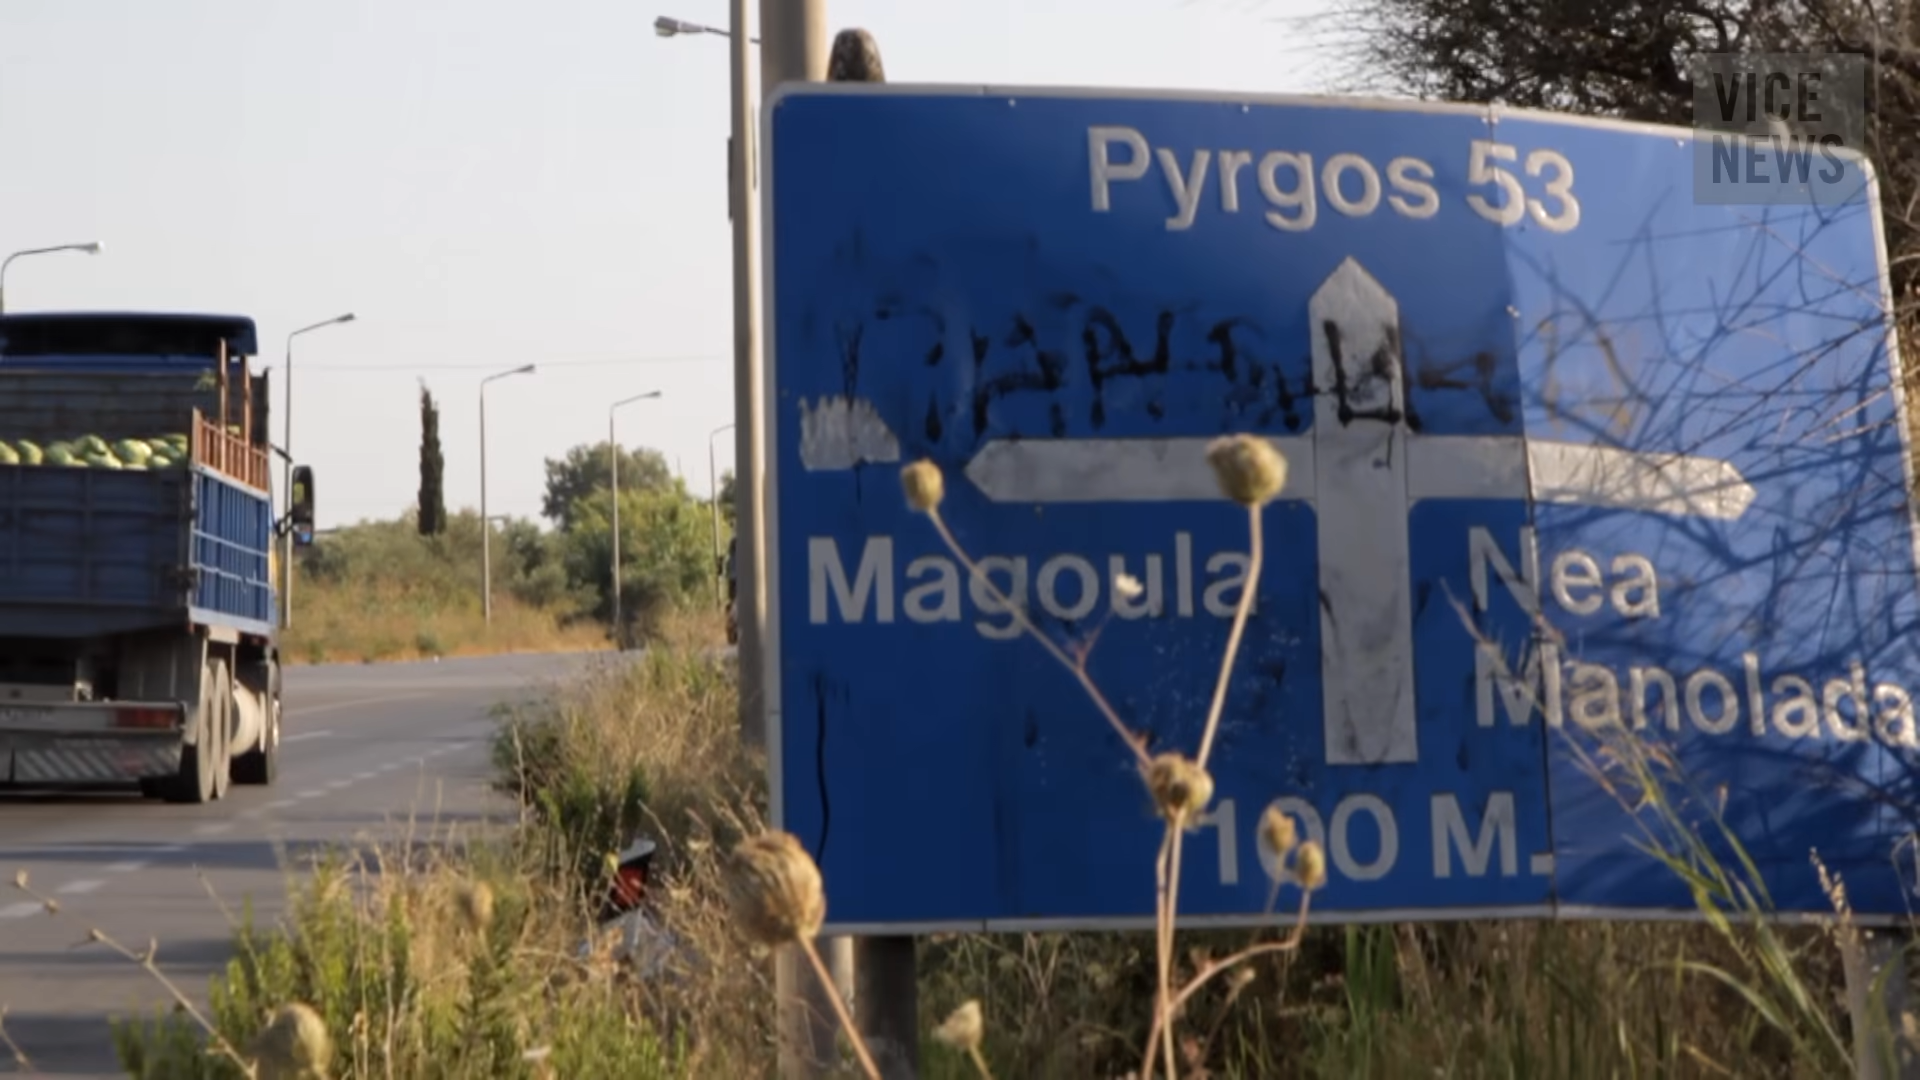 VICE
NEWS
Pyrgos 53
Magoula
Nea
Manolada
100 M.